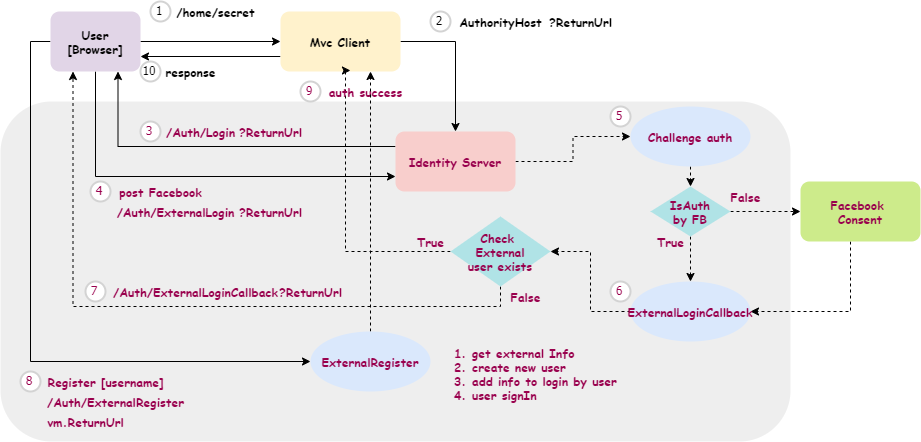 1 /home/secret
User
[Browser]
Mvc Client
2 AuthorityHost ?ReturnUrl
10 response
9 auth success
3 /Auth/Login ?ReturnUrl
Identity Server
5
Challenge auth
4 post Facebook
/Auth/ExternalLogin ?ReturnUrl
IsAuth
by FB
False
True
Facebook
Consent
Check
External
user exists
True
False
7 /Auth/ExternalLoginCallback?ReturnUrl
6
ExternalLoginCallback
ExternalRegister
1. get external Info
2. create new user
3. add info to login by user
4. user signIn
8 Register [username]
/Auth/ExternalRegister
vm.ReturnUrl